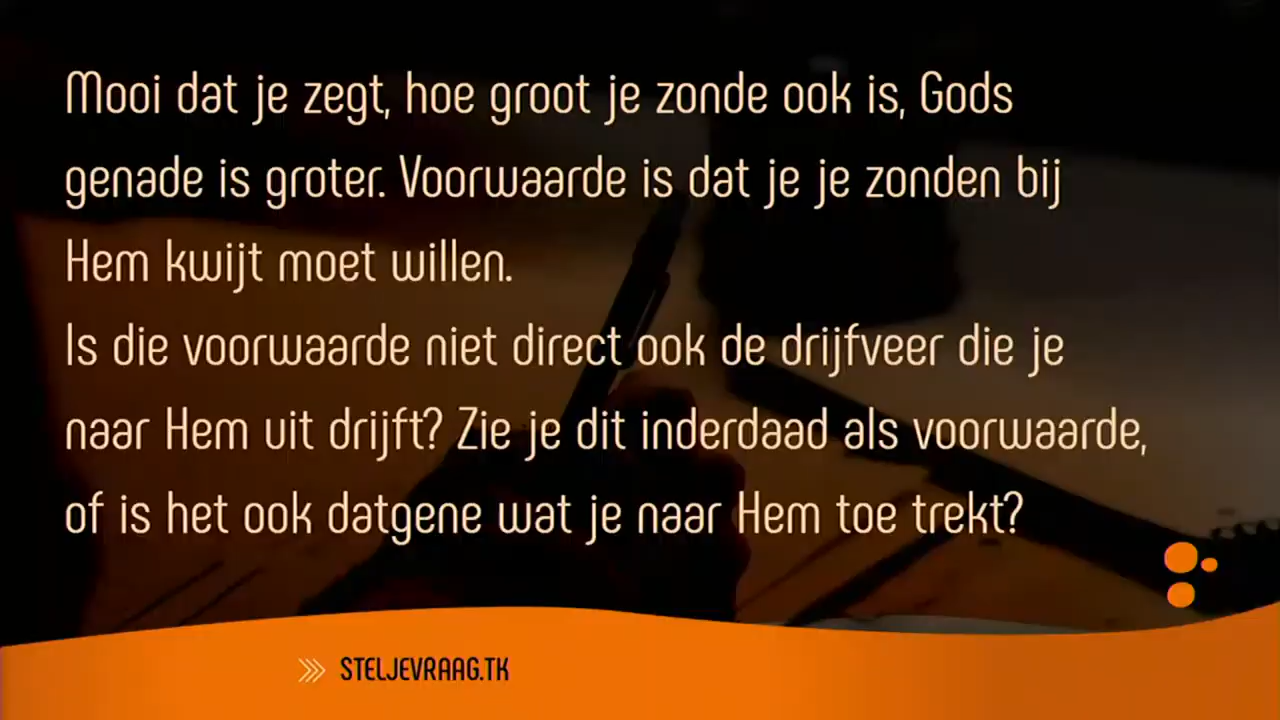 Mooi dat je zegt, hoe groot je zonde ook is, Gods
genade is groter. Voorwaarde is dat je je zonden bij
Hem kwijt moet willen.
Is die voorwaarde niet direct ook de drijfveer die je
naar Hem uit drijft? Zie je dit inderdaad als voorwaarde,
of is het ook datgene wat je naar Hem toe trekt?
STELJEVRAAG.TK